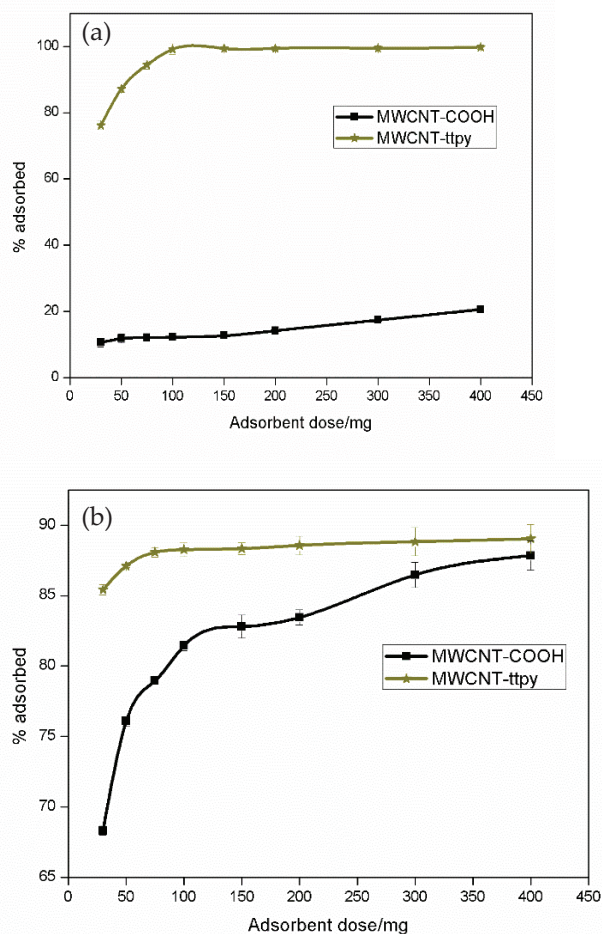 (a)
100
80
60
40
20
0
% adsorbed
MWCNT-COOH
MWCNT-ttpy
0 50 100 150 200 250 300 350 400 450
Adsorbent dose/mg
(b)
90
85
80
75
70
65
% adsorbed
MWCNT-COOH
MWCNT-ttpy
0 50 100 150 200 250 300 350 400 450
Adsorbent dose/mg